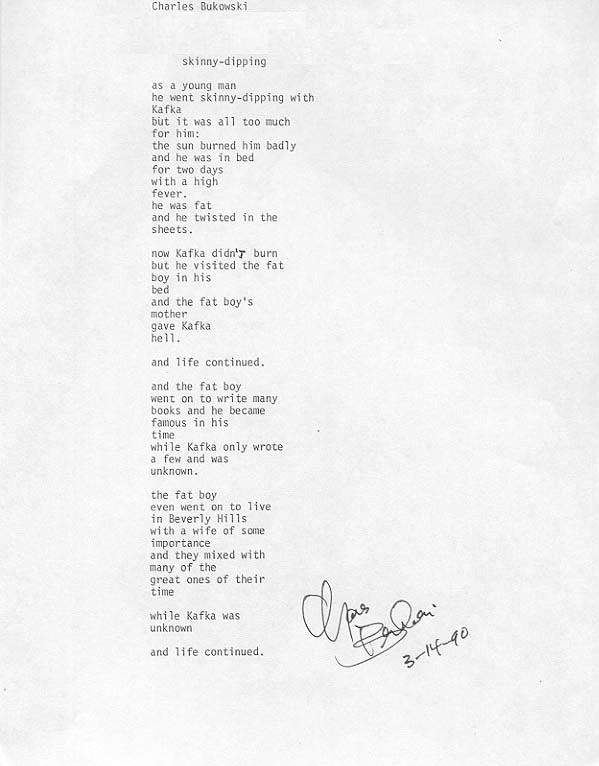 Charles Bukowski
skinny-dipping
as a young man
he went skinny-dipping with
Kafka
but it was all too much
for him:
the sun burned him badly
and he was in bed
for two days
with a high
fever.
he was fat
and he twisted in the
sheets.
now Kafka didn't burn
but he visited the fat
boy in his
bed
and the fat boy's
mother
gave Kafka
hell.
and life continued.
and the fat boy
went on to write many
books and he became
famous in his
time
while Kafka only wrote
a few and was
unknown.
the fat boy
even went on to live
in Beverly Hills
with a wife of some
importance
and they mixed with
many of the
great ones of their
time
while Kafka was
unknown
and life continued.
3-14-90